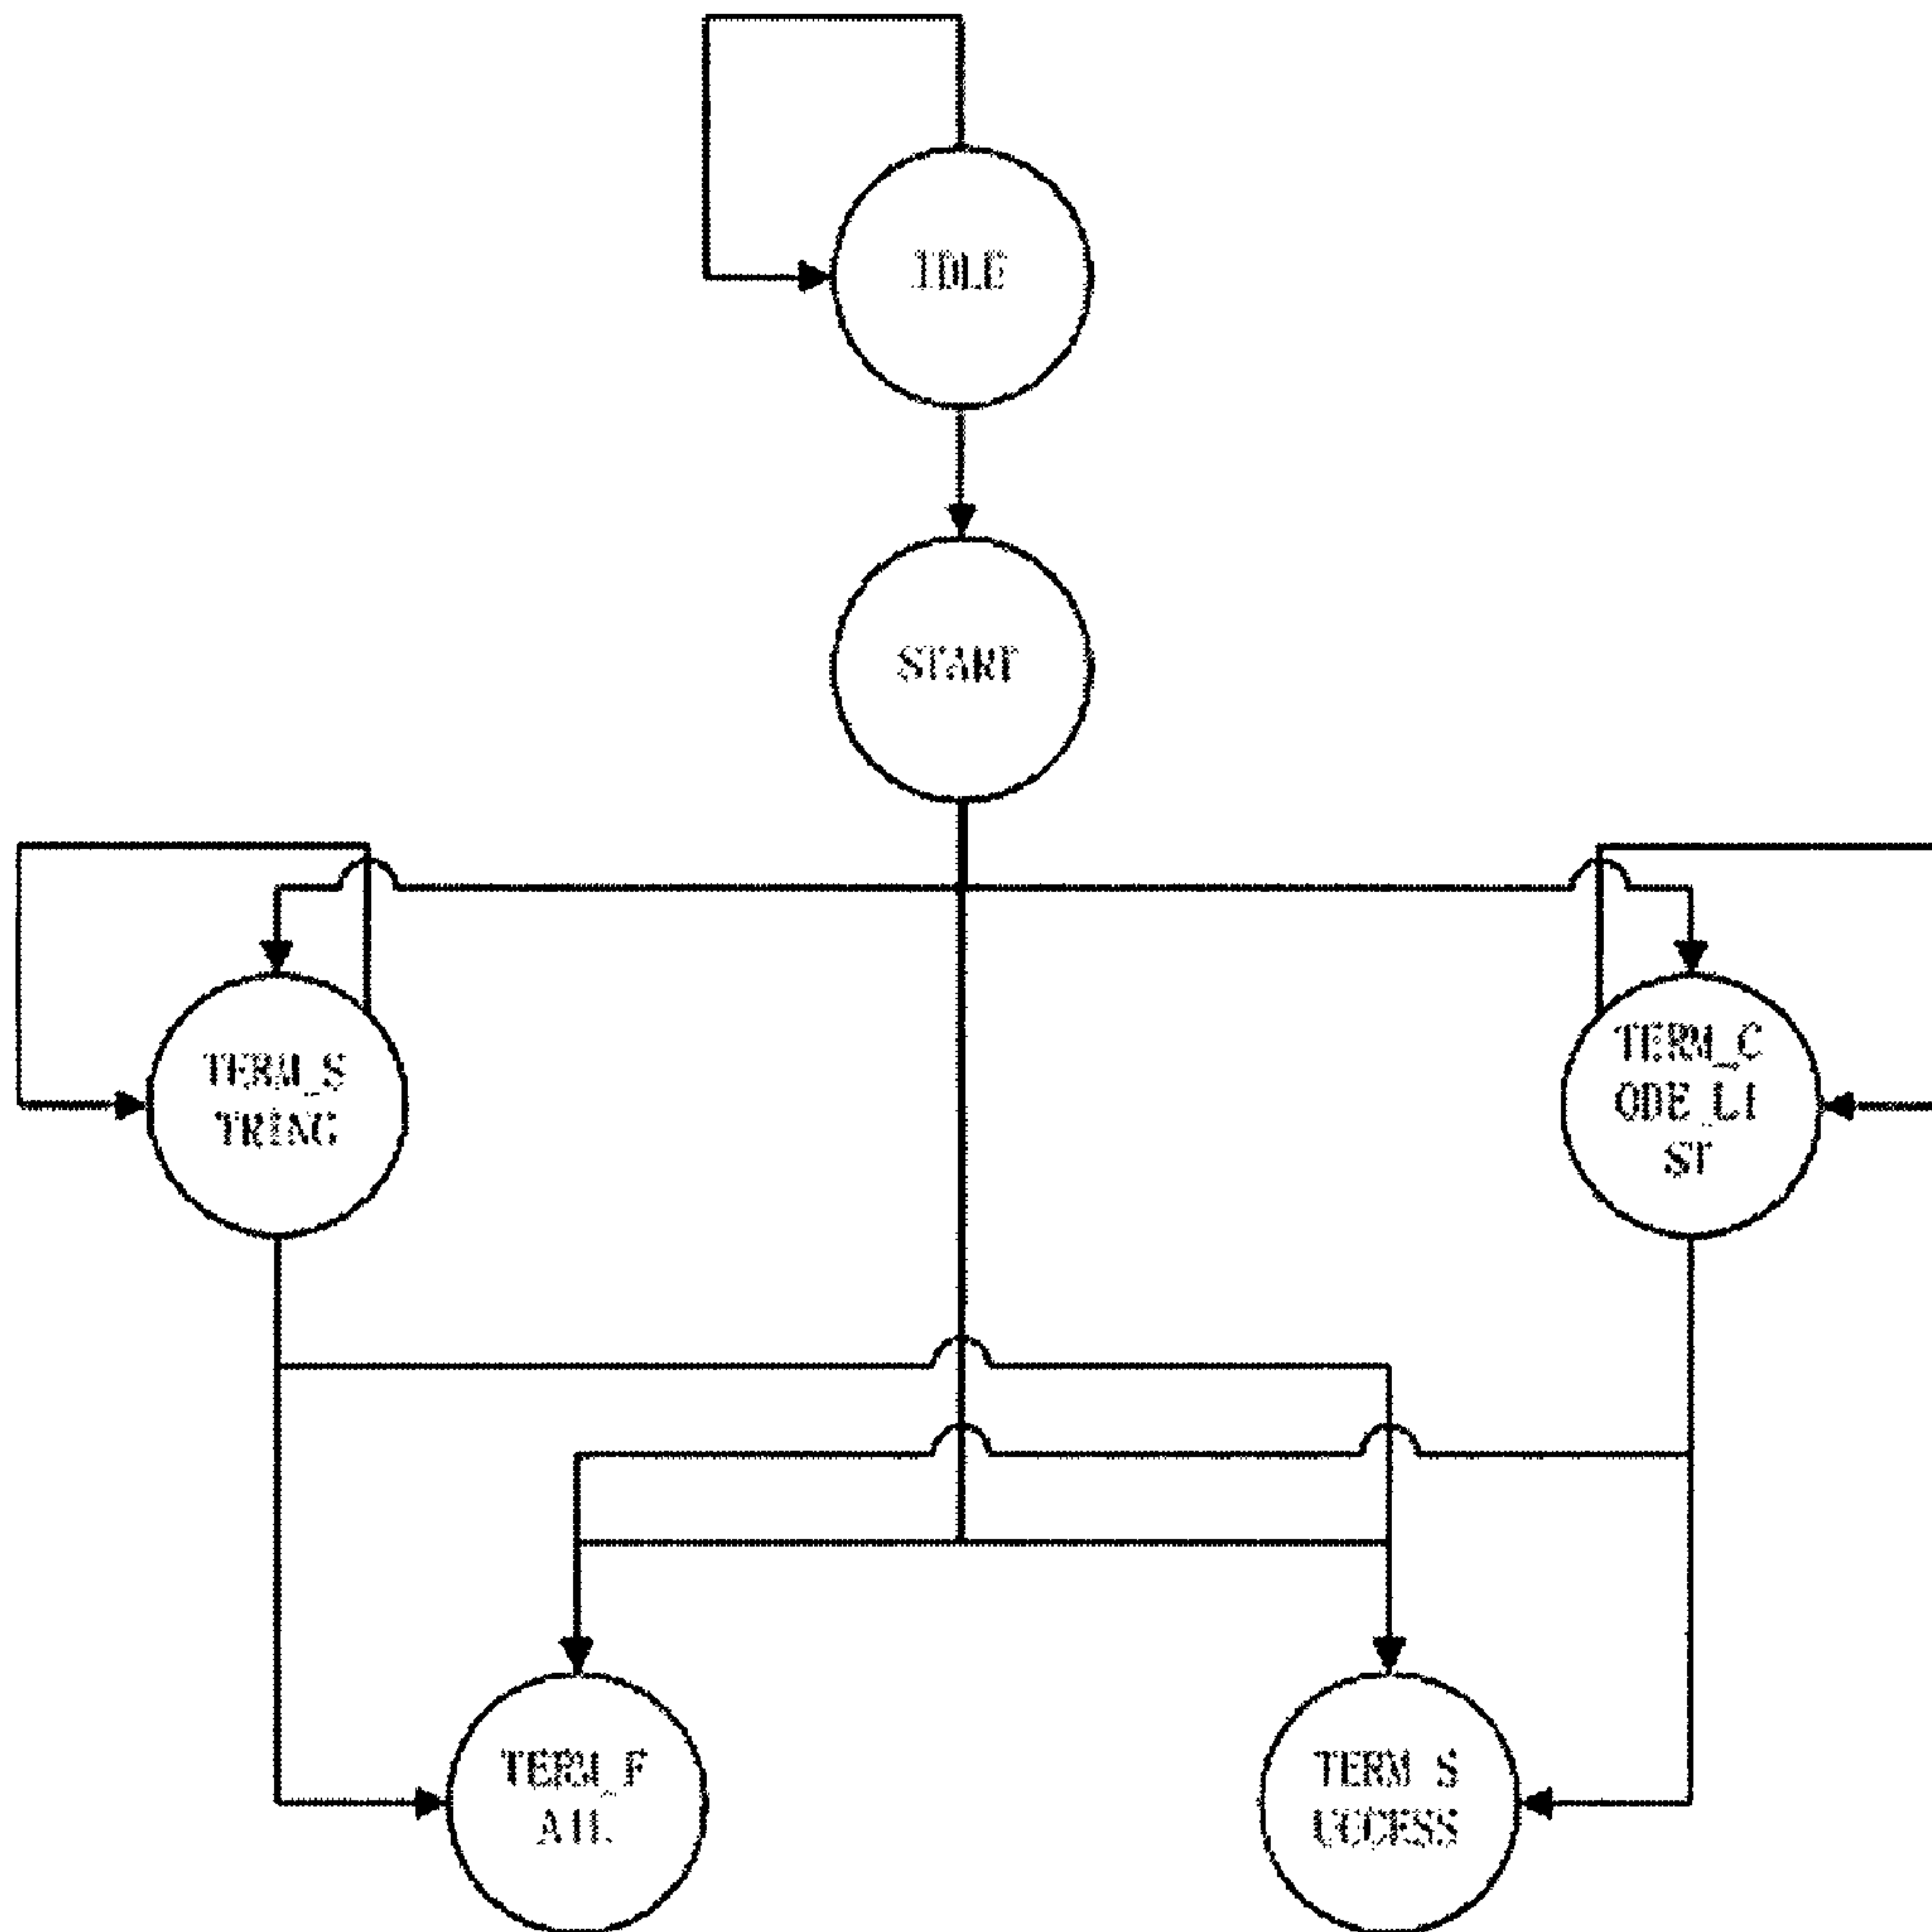 IDLE
START
TERM_S
TRING
TERM_C
ODE_LI
ST
TERM_F
AIL
TERM_S
UCCESS